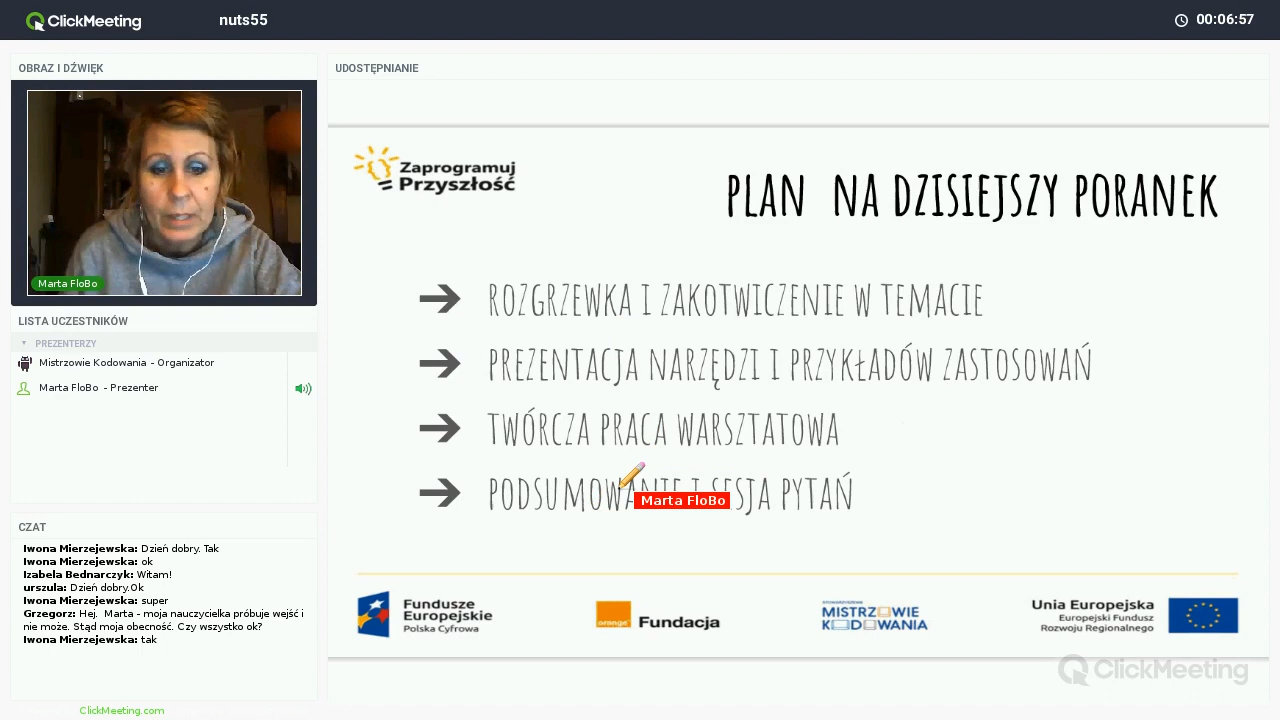 ClickMeeting
nuts55
00:06:57
OBRAZ I DŹWIĘK
Marta FloBo
LISTA UCZESTNIKÓW
PREZENTERZY
Mistrzowie Kodowania - Organizator
Marta FloBo - Prezenter
CZAT
Iwona Mierzejewska: Dzień dobry. Tak
Iwona Mierzejewska: ok
Izabela Bednarczyk: Witam!
urszula: Dzień dobry.Ok
Iwona Mierzejewska: super
Grzegorz: Hej. Marta - moja nauczycielka próbuje wejść i
nie może. Stąd moja obecność. Czy wszystko ok?
Iwona Mierzejewska: tak
ClickMeeting.com
UDOSTĘPNIANIE
Zaprogramuj
Przyszłość
PLAN NA DZISIEJSZY PORANEK
➔ ROZGRZEWKA I ZAKOTWICZENIE W TEMACIE
➔ PREZENTACJA NARZĘDZI I PRZYKŁADÓW ZASTOSOWAŃ
➔ TWÓRCZA PRACA WARSZTATOWA
➔ PODSUMOWANIE I SESJA PYTAŃ
Marta FloBo
Fundusze
Europejskie
Polska Cyfrowa
orange
Fundacja
STOWARZYSZENIE
MISTRZOWIE
KODOWANIA
Unia Europejska
Europejski Fundusz
Rozwoju Regionalnego
ClickMeeting